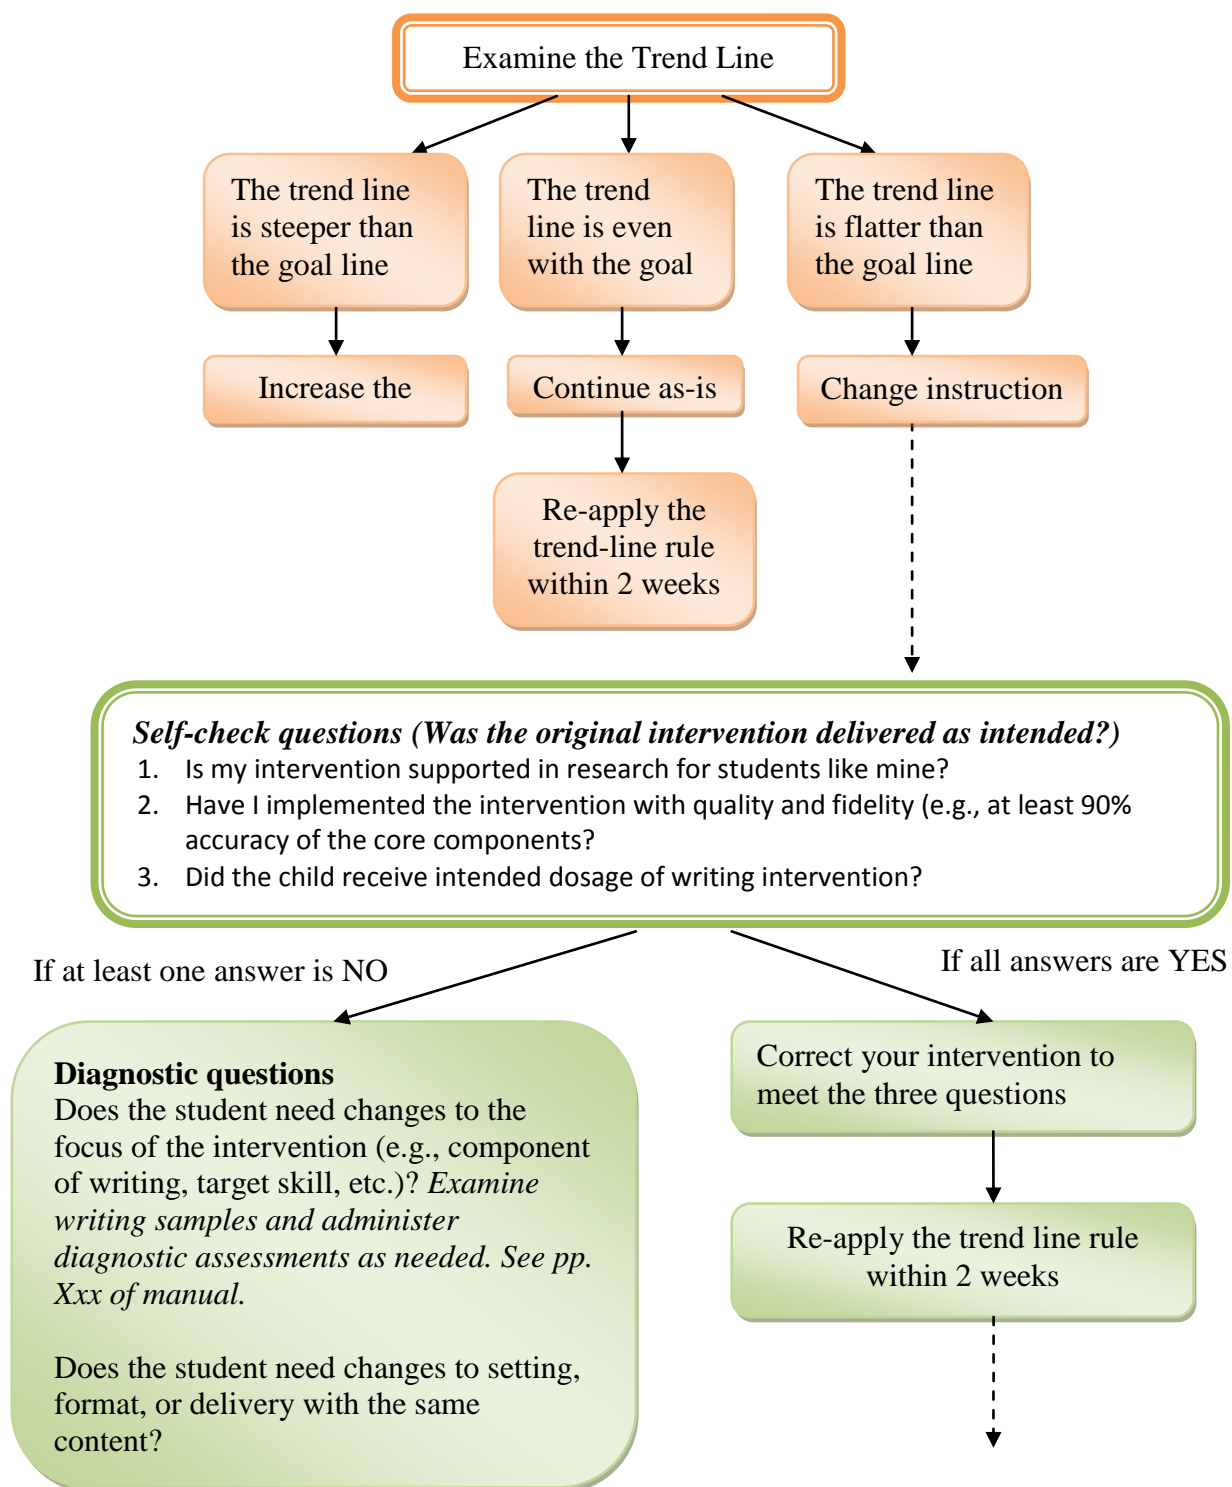 Examine the Trend Line
The trend line
is steeper than
the goal line
The trend
line is even
with the goal
The trend line
is flatter than
the goal line
Increase the
Continue as-is
Change instruction
Re-apply the
trend-line rule
within 2 weeks
Self-check questions (Was the original intervention delivered as intended?)
1. Is my intervention supported in research for students like mine?
2. Have I implemented the intervention with quality and fidelity (e.g., at least 90%
accuracy of the core components?
3. Did the child receive intended dosage of writing intervention?
If at least one answer is NO
If all answers are YES
Diagnostic questions
Does the student need changes to the
focus of the intervention (e.g., component
of writing, target skill, etc.)? Examine
writing samples and administer
diagnostic assessments as needed. See pp.
Xxx of manual.
Does the student need changes to setting,
format, or delivery with the same
content?
Correct your intervention to
meet the three questions
Re-apply the trend line rule
within 2 weeks